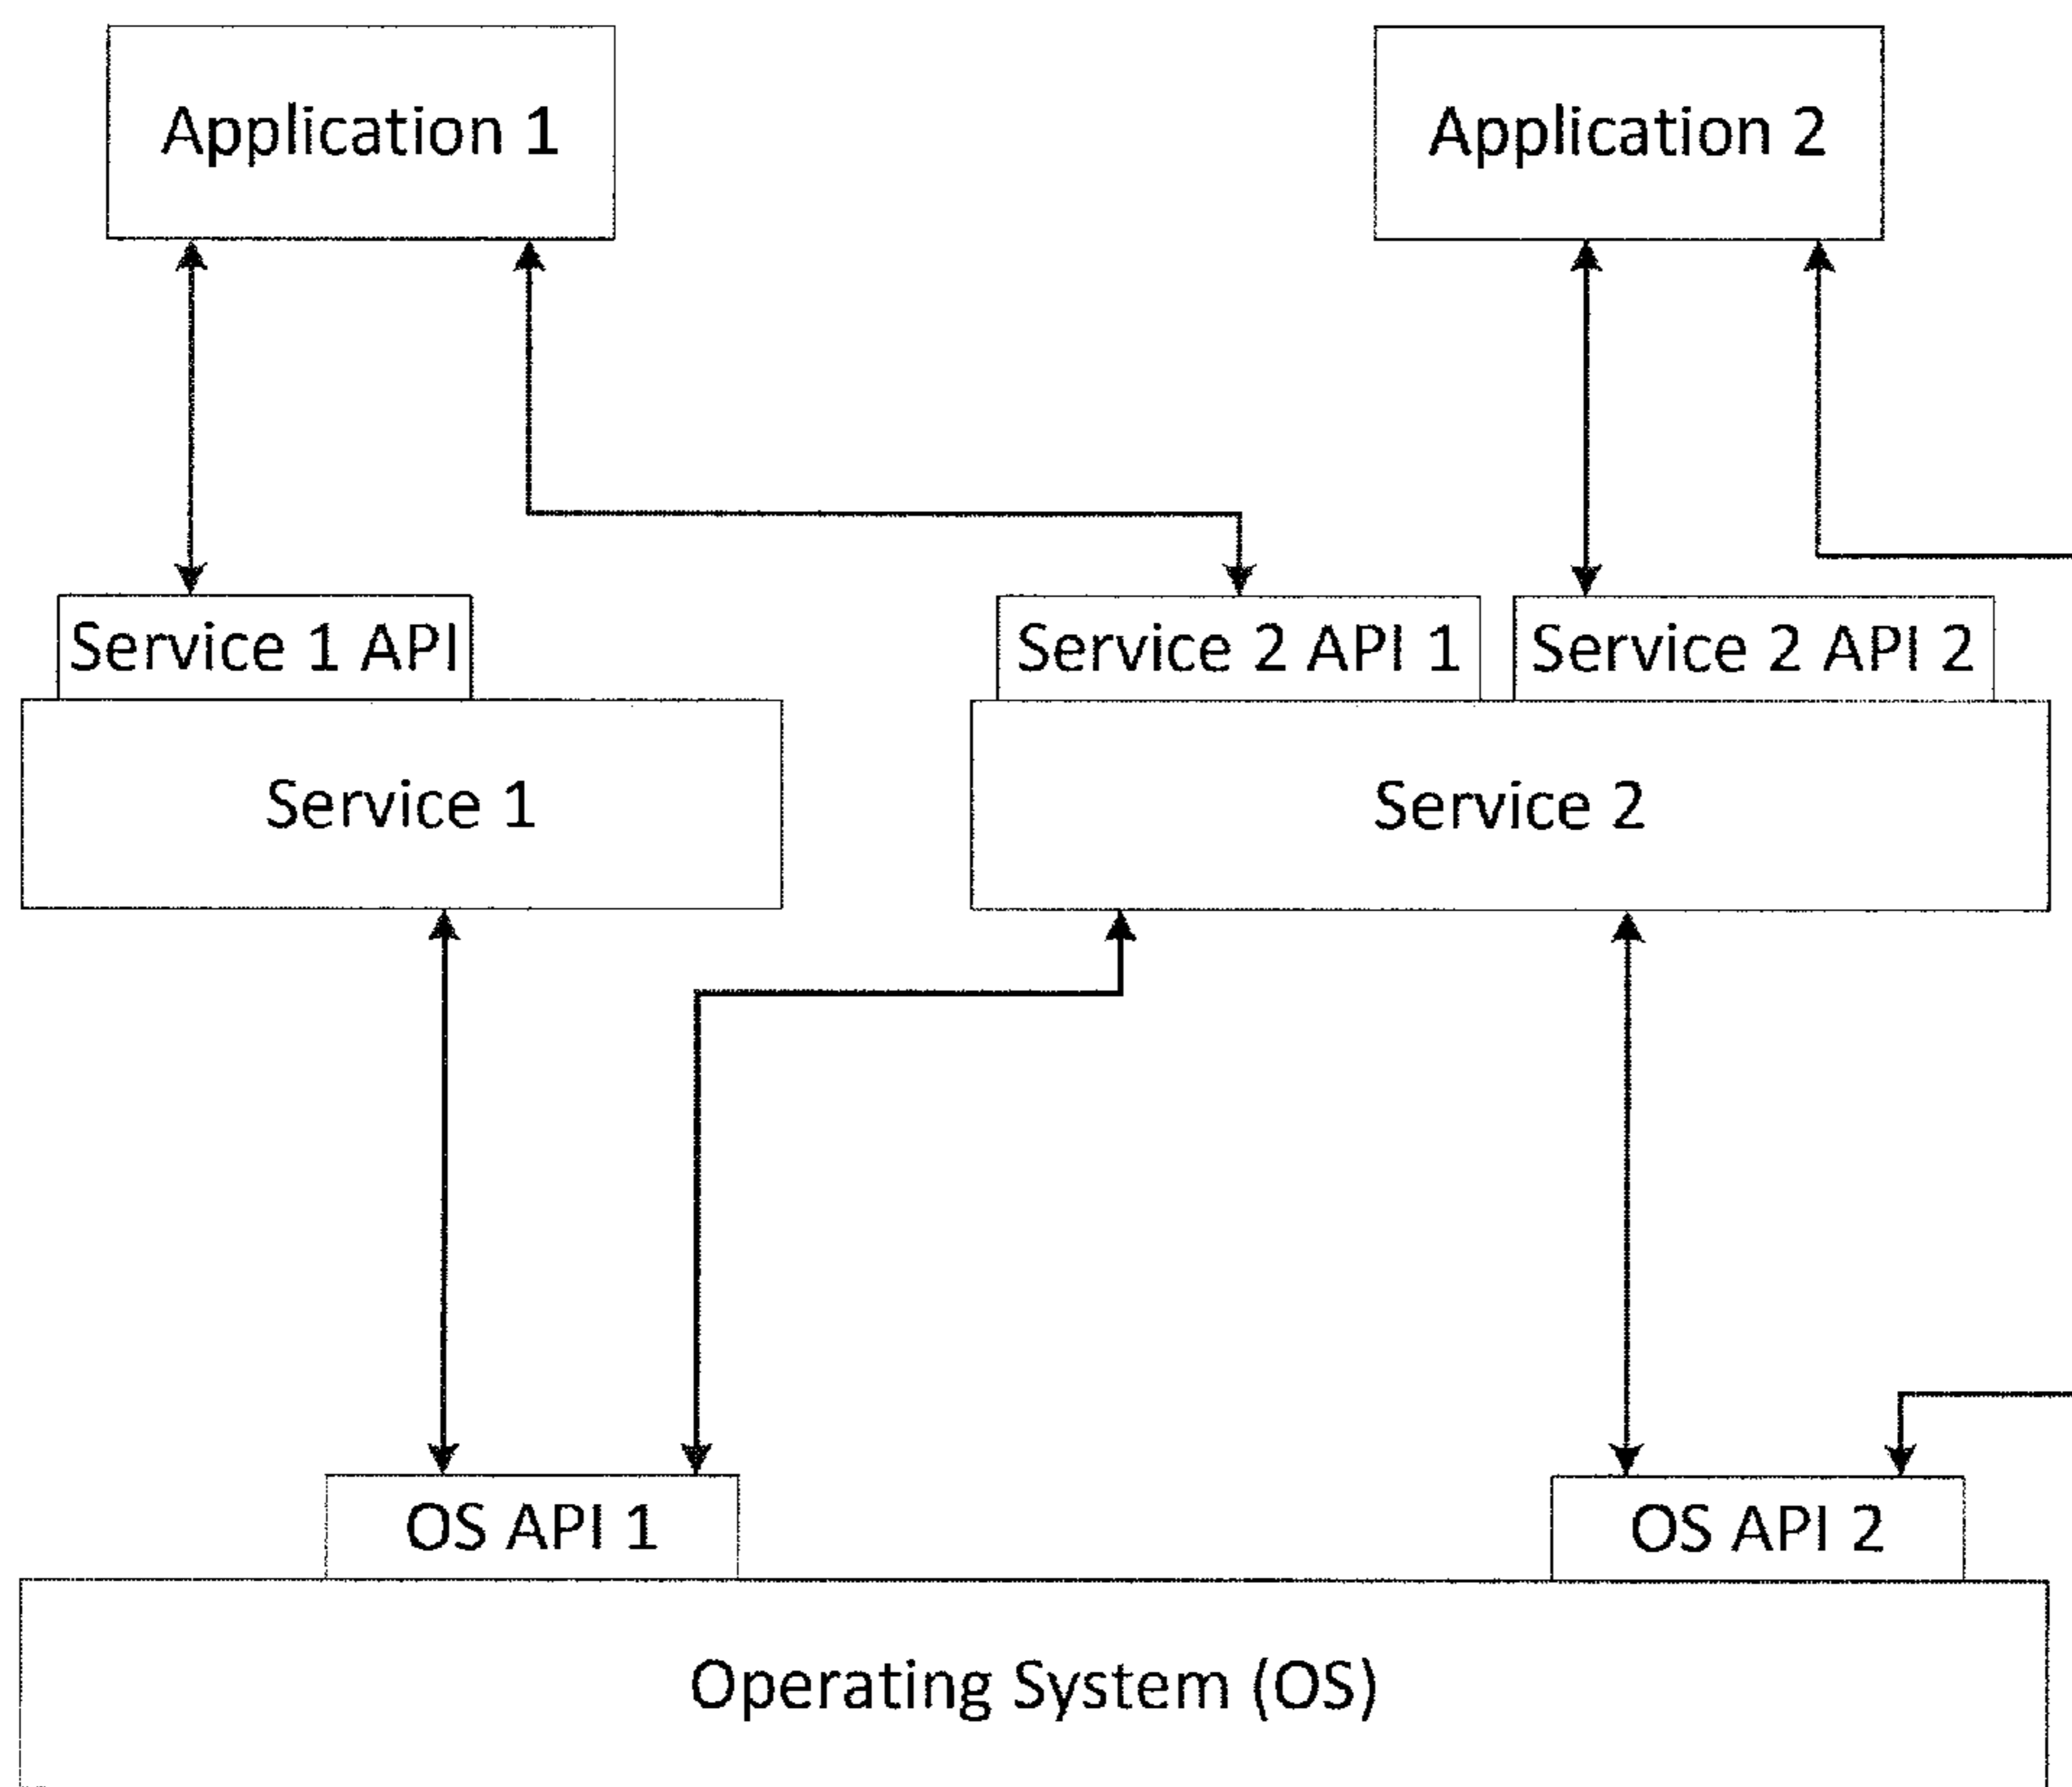 Application 1
Application 2
Service 1 API
Service 2 API 1
Service 2 API 2
Service 1
Service 2
OS API 1
OS API 2
Operating System (OS)